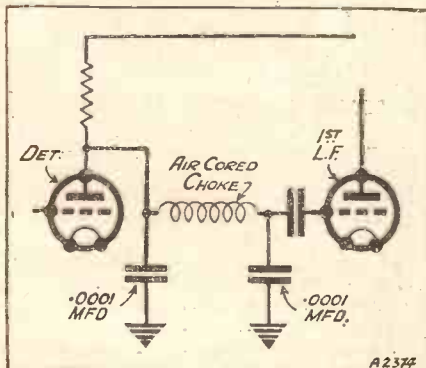 DET.
AIR CORED
CHOKE
1ST
L.F.
.0001
MFD
.0001
MFD.
A2374